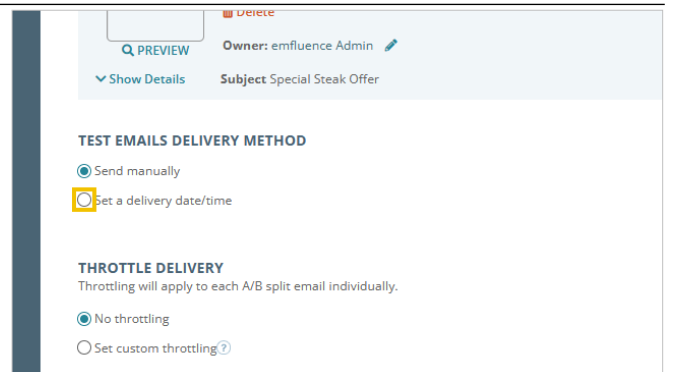 Delete
PREVIEW
Owner: emfluence Admin
Show Details
Subject Special Steak Offer
TEST EMAILS DELIVERY METHOD
Send manually
Set a delivery date/time
THROTTLE DELIVERY
Throttling will apply to each A/B split email individually.
No throttling
Set custom throttling?